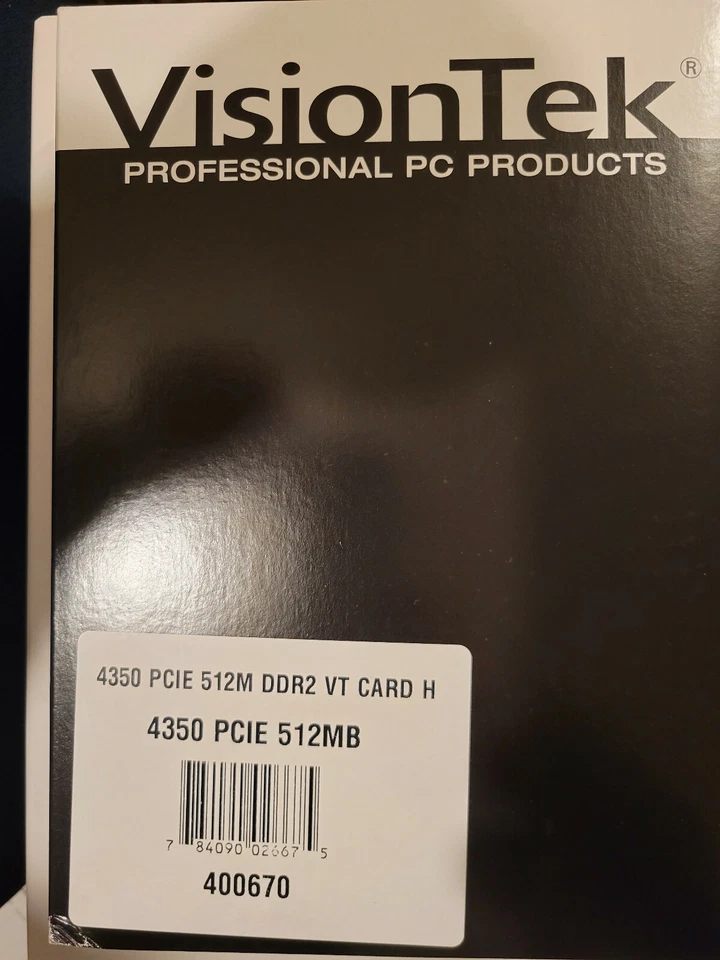 VisionTek®
PROFESSIONAL PC PRODUCTS
4350 PCIE 512M DDR2 VT CARD H
4350 PCIE 512MB
7 84090 02667 5
400670